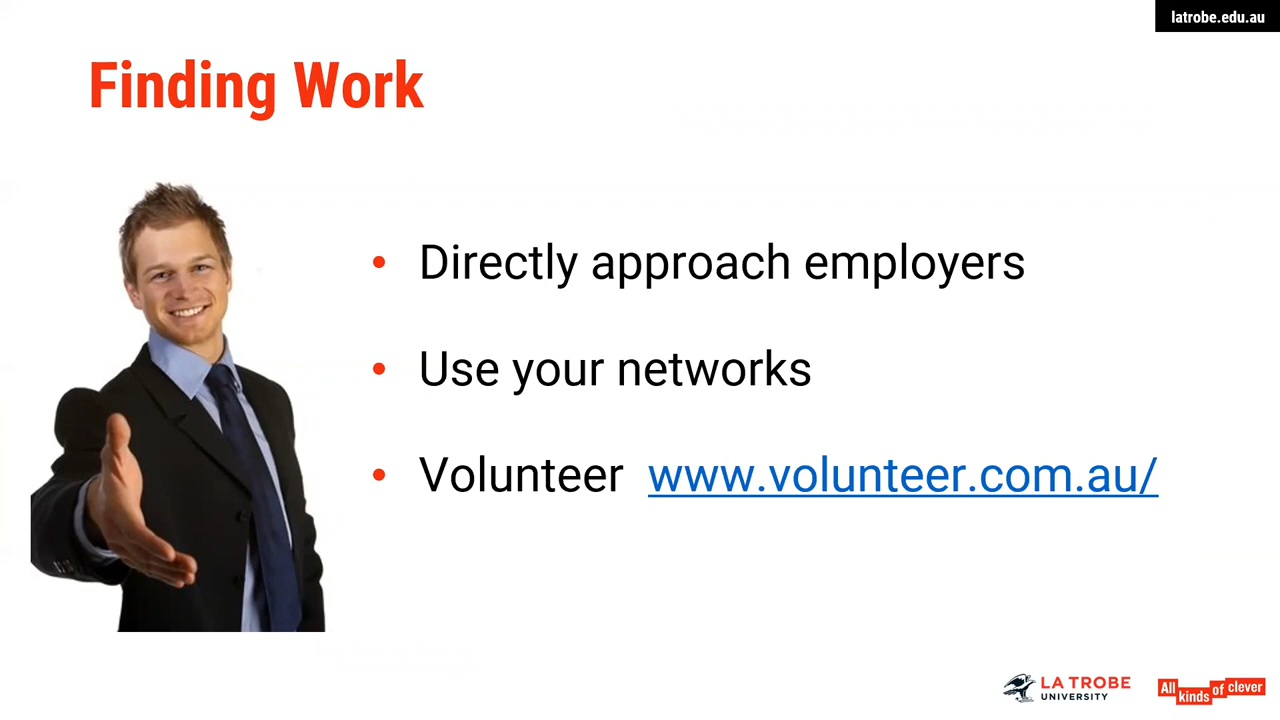 latrobe.edu.au
Finding Work
• Directly approach employers
• Use your networks
• Volunteer www.volunteer.com.au/
LA TROBE
UNIVERSITY
All kinds of clever